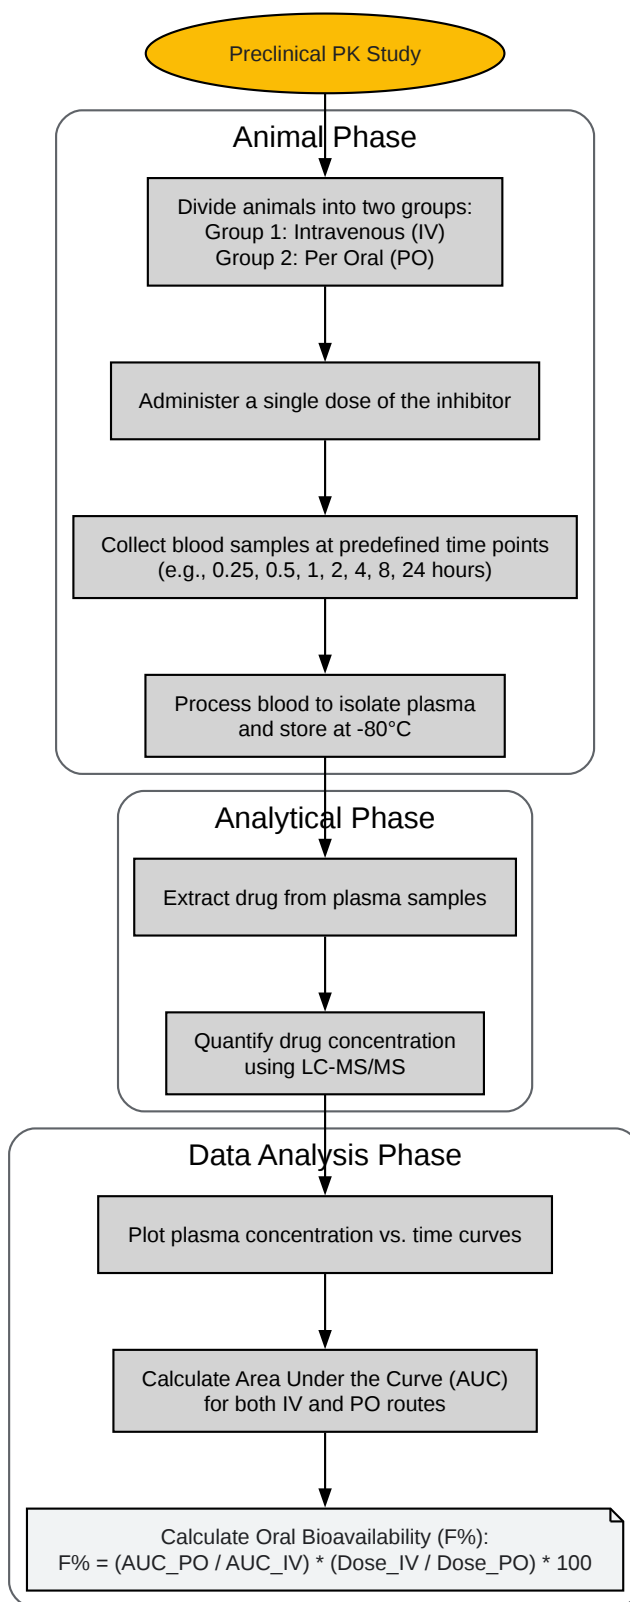 Preclinical PK Study
Animal Phase
Divide animals into two groups:
Group 1: Intravenous (IV)
Group 2: Per Oral (PO)
Administer a single dose of the inhibitor
Collect blood samples at predefined time points
(e.g., 0.25, 0.5, 1, 2, 4, 8, 24 hours)
Process blood to isolate plasma
and store at -80°C
Analytical Phase
Extract drug from plasma samples
Quantify drug concentration
using LC-MS/MS
Data Analysis Phase
Plot plasma concentration vs. time curves
Calculate Area Under the Curve (AUC)
for both IV and PO routes
Calculate Oral Bioavailability (F%):
F% = (AUC_PO / AUC_IV) * (Dose_IV / Dose_PO) * 100